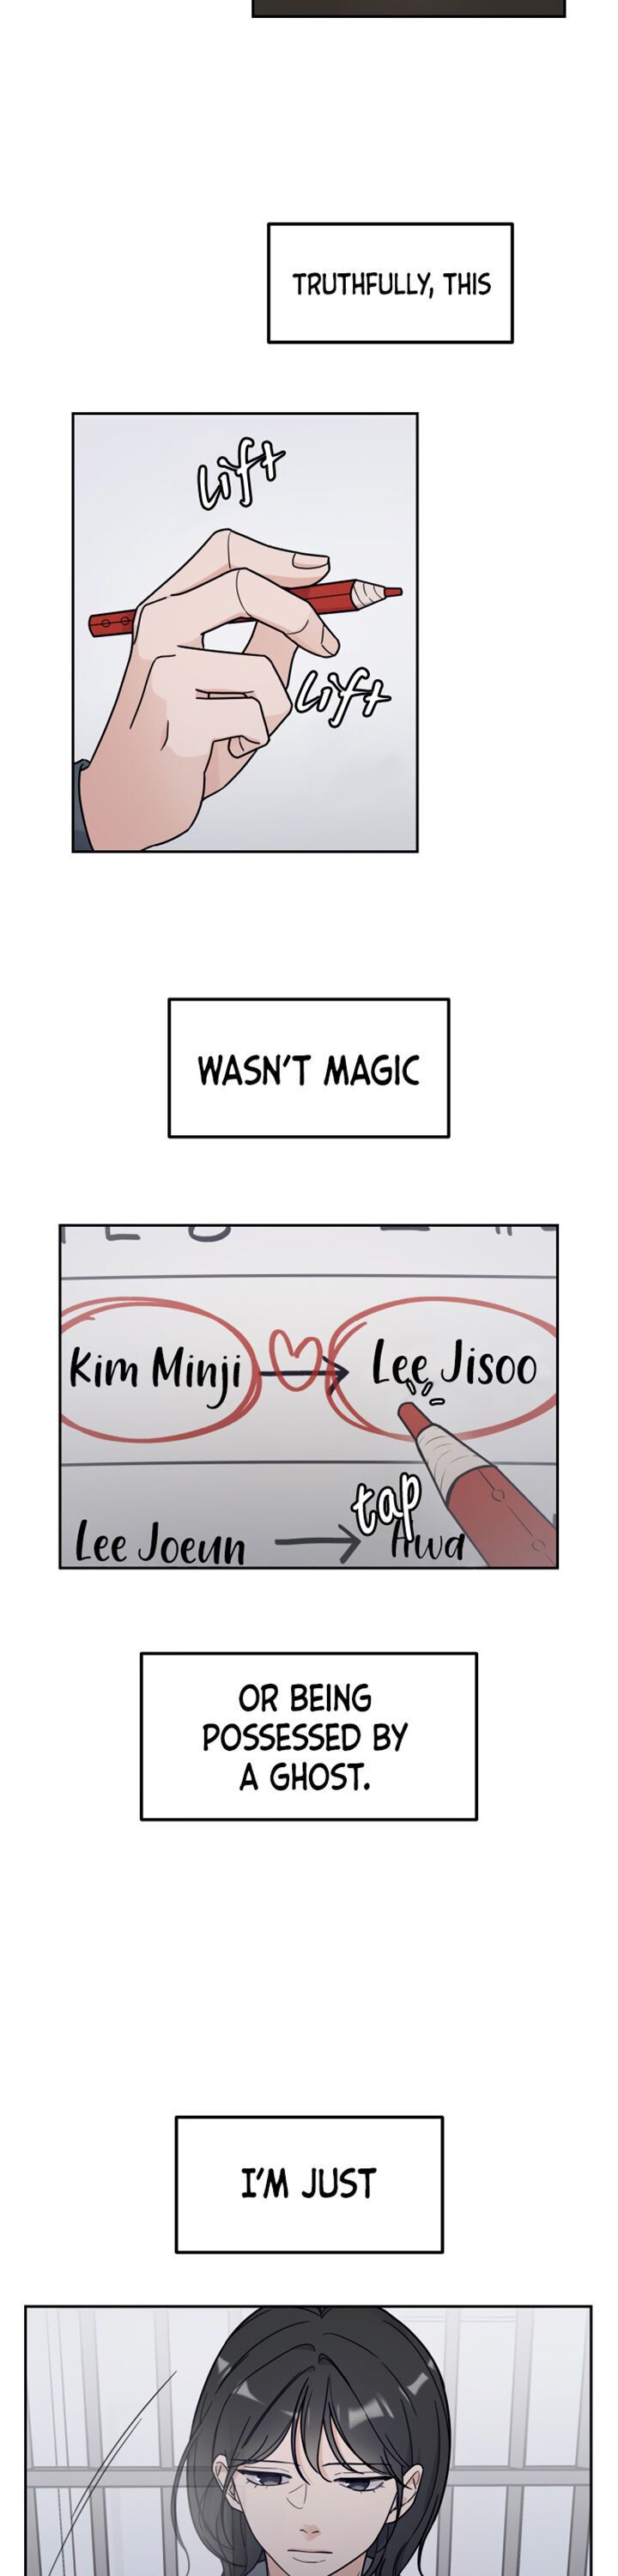 TRUTHFULLY, THIS
lift
lift
WASN'T MAGIC
Kim Minji → Lee Jisoo
tap
Lee Joeun → Hwa
OR BEING
POSSESSED BY
A GHOST.
I'M JUST